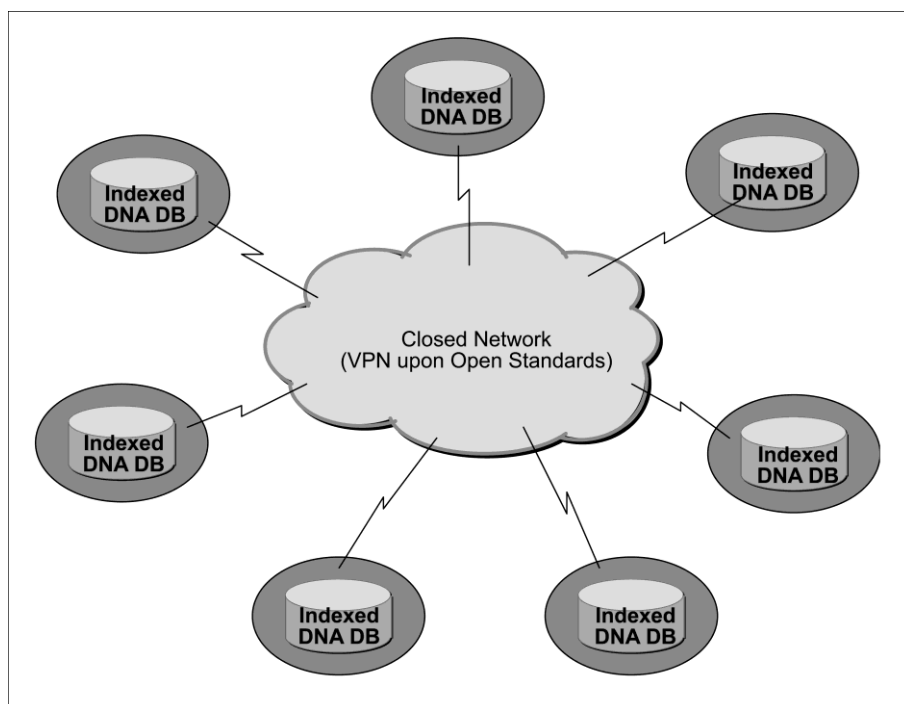 Indexed
DNA DB
Indexed
DNA DB
Indexed
DNA DB
Closed Network
(VPN upon Open Standards)
Indexed
DNA DB
Indexed
DNA DB
Indexed
DNA DB
Indexed
DNA DB